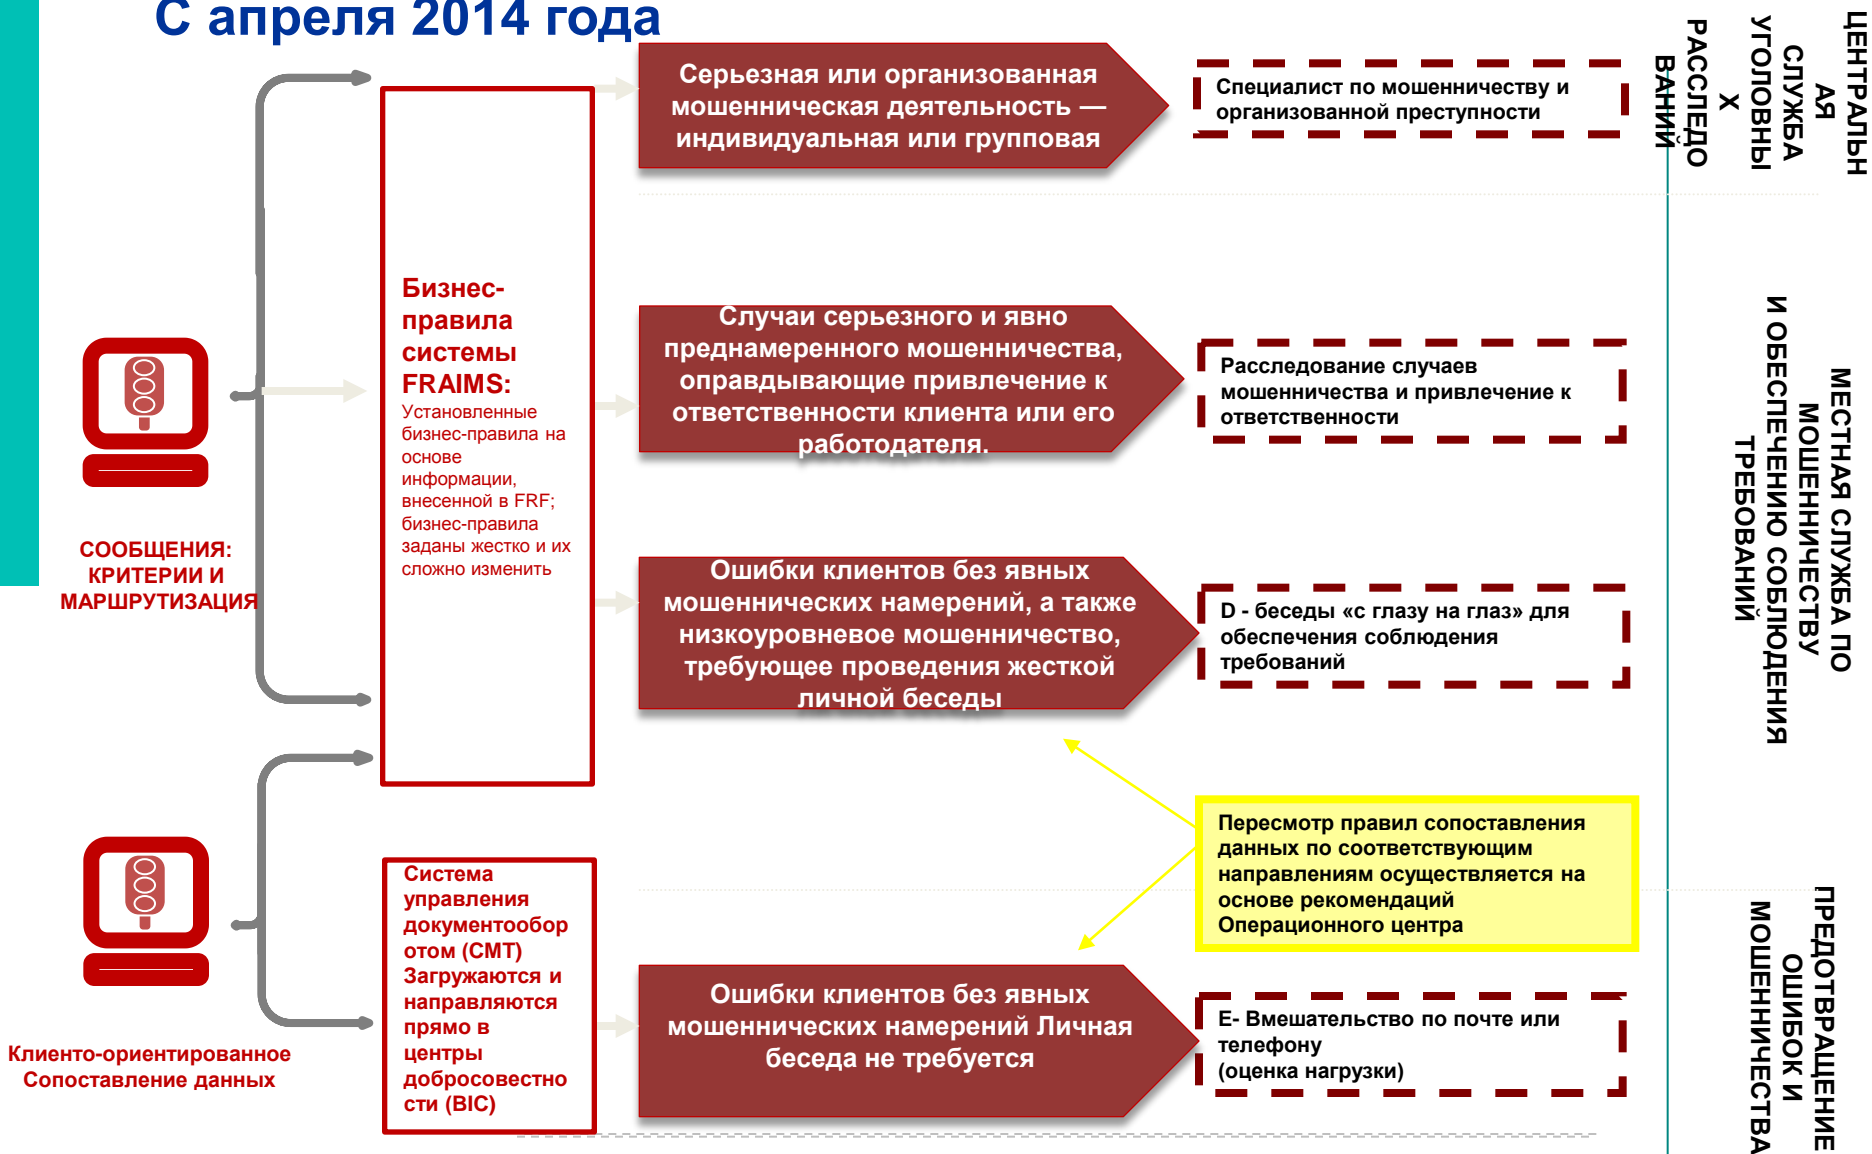 С апреля 2014 года
Серьезная или организованная
мошенническая деятельность —
индивидуальная или групповая
Специалист по мошенничеству и
организованной преступности
ЦЕНТРАЛЬН
АЯ
СЛУЖБА
УГОЛОВНЫ
Х
РАССЛЕДО
ВАНИЙ
Бизнес-
правила
системы
FRAIMS:
Установленные
бизнес-правила на
основе
информации,
внесенной в FRF;
бизнес-правила
заданы жестко и их
сложно изменить
Случаи серьезного и явно
преднамеренного мошенничества,
оправдывающие привлечение к
ответственности клиента или его
работодателя.
Расследование случаев
мошенничества и привлечение к
ответственности
МЕСТНАЯ СЛУЖБА ПО
МОШЕННИЧЕСТВУ
И ОБЕСПЕЧЕНИЮ СОБЛЮДЕНИЯ
ТРЕБОВАНИЙ
СООБЩЕНИЯ:
КРИТЕРИИ И
МАРШРУТИЗАЦИЯ
Ошибки клиентов без явных
мошеннических намерений, а также
низкоуровневое мошенничество,
требующее проведения жесткой
личной беседы
D - беседы «с глазу на глаз» для
обеспечения соблюдения
требований
Пересмотр правил сопоставления
данных по соответствующим
направлениям осуществляется на
основе рекомендаций
Операционного центра
Клиенто-ориентированное
Сопоставление данных
Система
управления
документообор
отом (CMT)
Загружаются и
направляются
прямо в
центры
добросовестно
сти (BIC)
Ошибки клиентов без явных
мошеннических намерений Личная
беседа не требуется
E- Вмешательство по почте или
телефону
(оценка нагрузки)
ПРЕДОТВРАЩЕНИЕ
ОШИБОК И
МОШЕННИЧЕСТВА